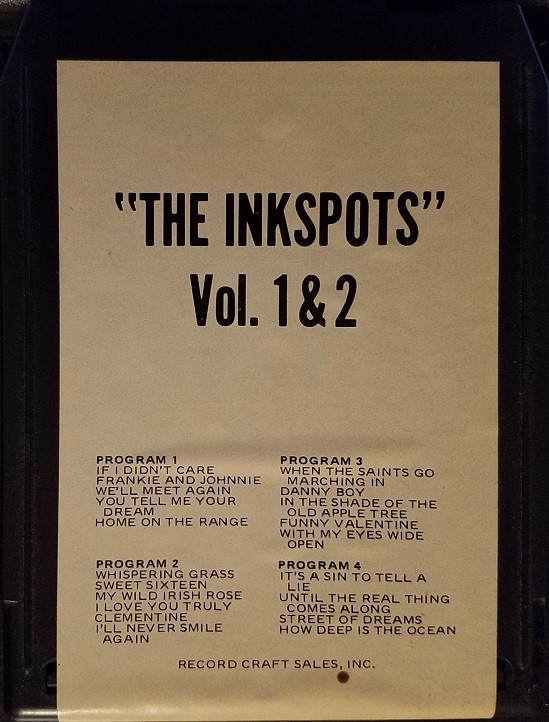 "THE INKSPOTS"
Vol. 1 & 2
PROGRAM 1
IF I DIDN'T CARE
FRANKIE AND JOHNNIE
WE'LL MEET AGAIN
YOU TELL ME YOUR
DREAM
HOME ON THE RANGE
PROGRAM 2
WHISPERING GRASS
SWEET SIXTEEN
MY WILD IRISH ROSE
I LOVE YOU TRULY
CLEMENTINE
I'LL NEVER SMILE
AGAIN
PROGRAM 3
WHEN THE SAINTS GO
MARCHING IN
DANNY BOY
IN THE SHADE OF THE
OLD APPLE TREE
FUNNY VALENTINE
WITH MY EYES WIDE
OPEN
PROGRAM 4
IT'S A SIN TO TELL A
LIE
UNTIL THE REAL THING
COMES ALONG
STREET OF DREAMS
HOW DEEP IS THE OCEAN
RECORD CRAFT SALES, INC.